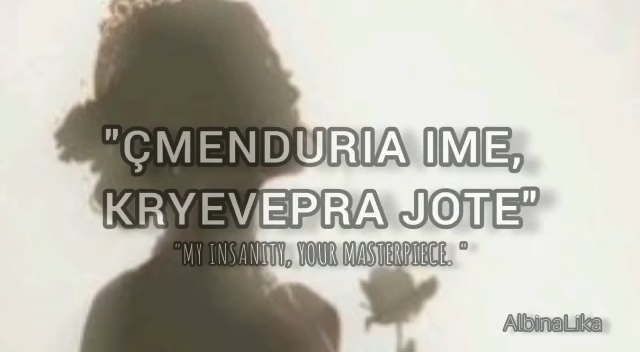 "ÇMENDURIA IME,
KRYEVEPRA JOTE"
"MY INSANITY, YOUR MASTERPIECE. "
AlbinaLika